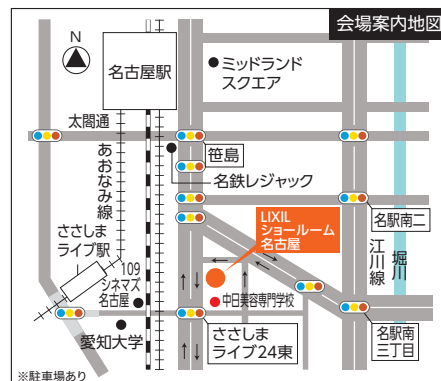 会場案内地図
N
名古屋駅
ミッドランド
スクエア
太閤通
笹島
あおなみ線
名鉄レジャック
名駅南二
LIXIL
ショールーム
名古屋
ささしま
ライブ駅
109
シネマズ
名古屋
中日美容専門学校
江川線
堀川
愛知大学
ささしま
ライブ24東
名駅南
三丁目
※駐車場あり